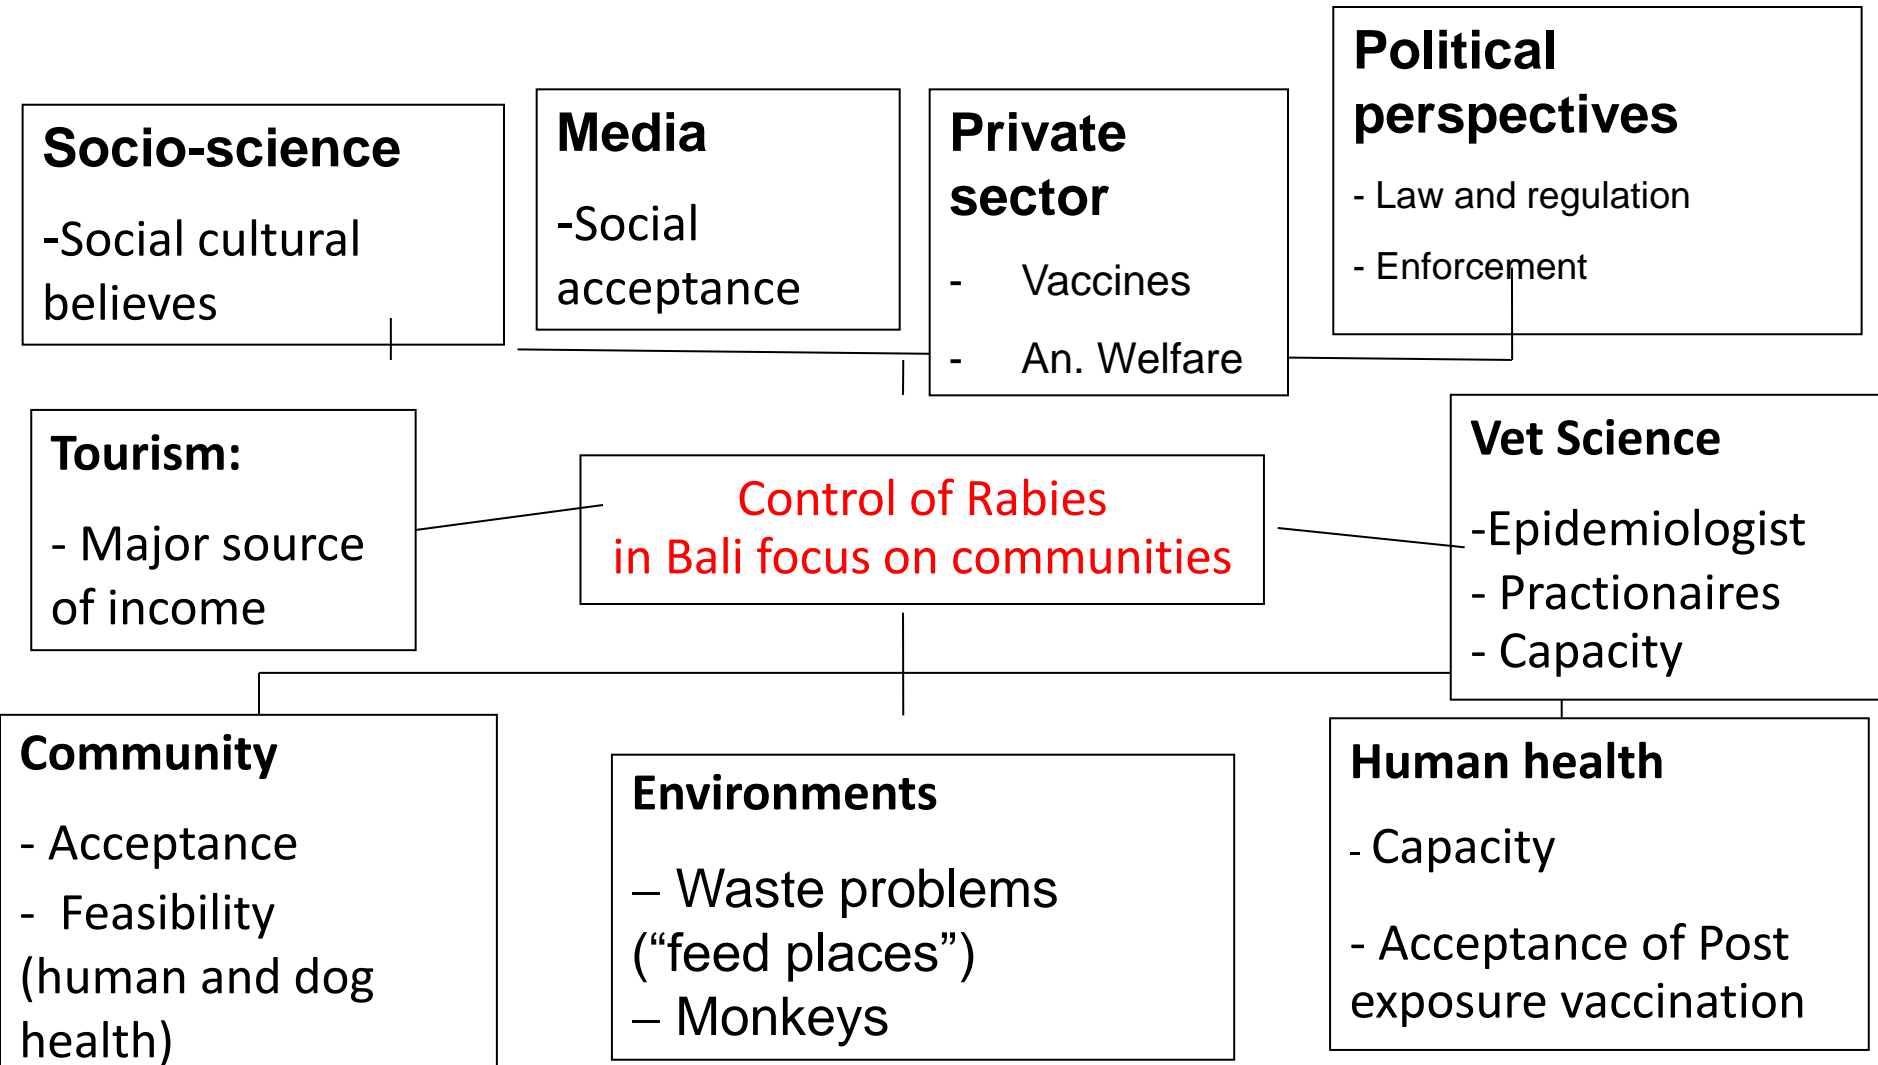 Socio-science
-Social cultural
believes
Media
-Social
acceptance
Private
sector
- Vaccines
- An. Welfare
Political
perspectives
- Law and regulation
- Enforcement
Tourism:
- Major source
of income
Control of Rabies
in Bali focus on communities
Vet Science
-Epidemiologist
- Practionaires
- Capacity
Community
- Acceptance
- Feasibility
(human and dog
health)
Environments
– Waste problems
(“feed places”)
– Monkeys
Human health
- Capacity
- Acceptance of Post
exposure vaccination